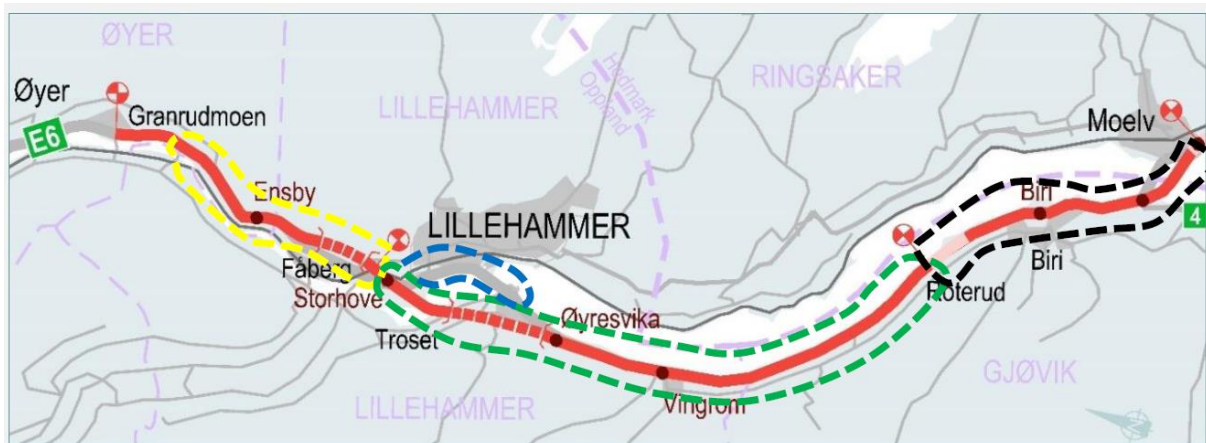 ØYER
Øyer
Granrudmoen
E6
Ensby
LILLEHAMMER
Hedmark
Oppland
RINGSAKER
Moelv
LILLEHAMMER
Fåberg
Storhove
Troset
Øyresvika
Vingrom
LILLEHAMMER
Roterud
Biri
Biri
4
GJØVIK